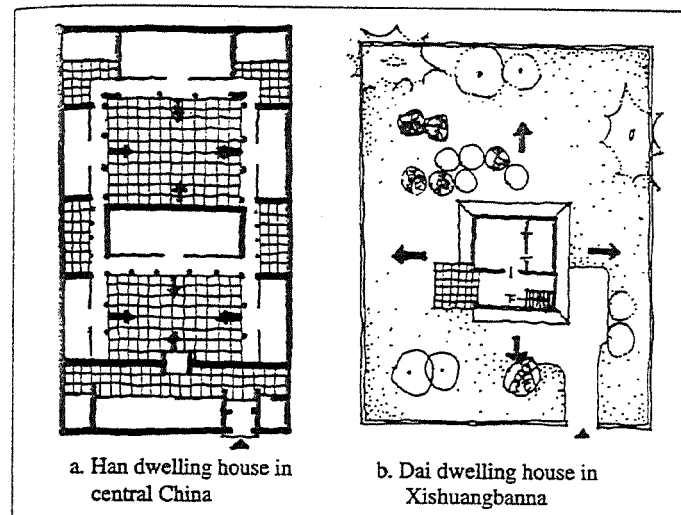 a. Han dwelling house in
central China
b. Dai dwelling house in
Xishuangbanna